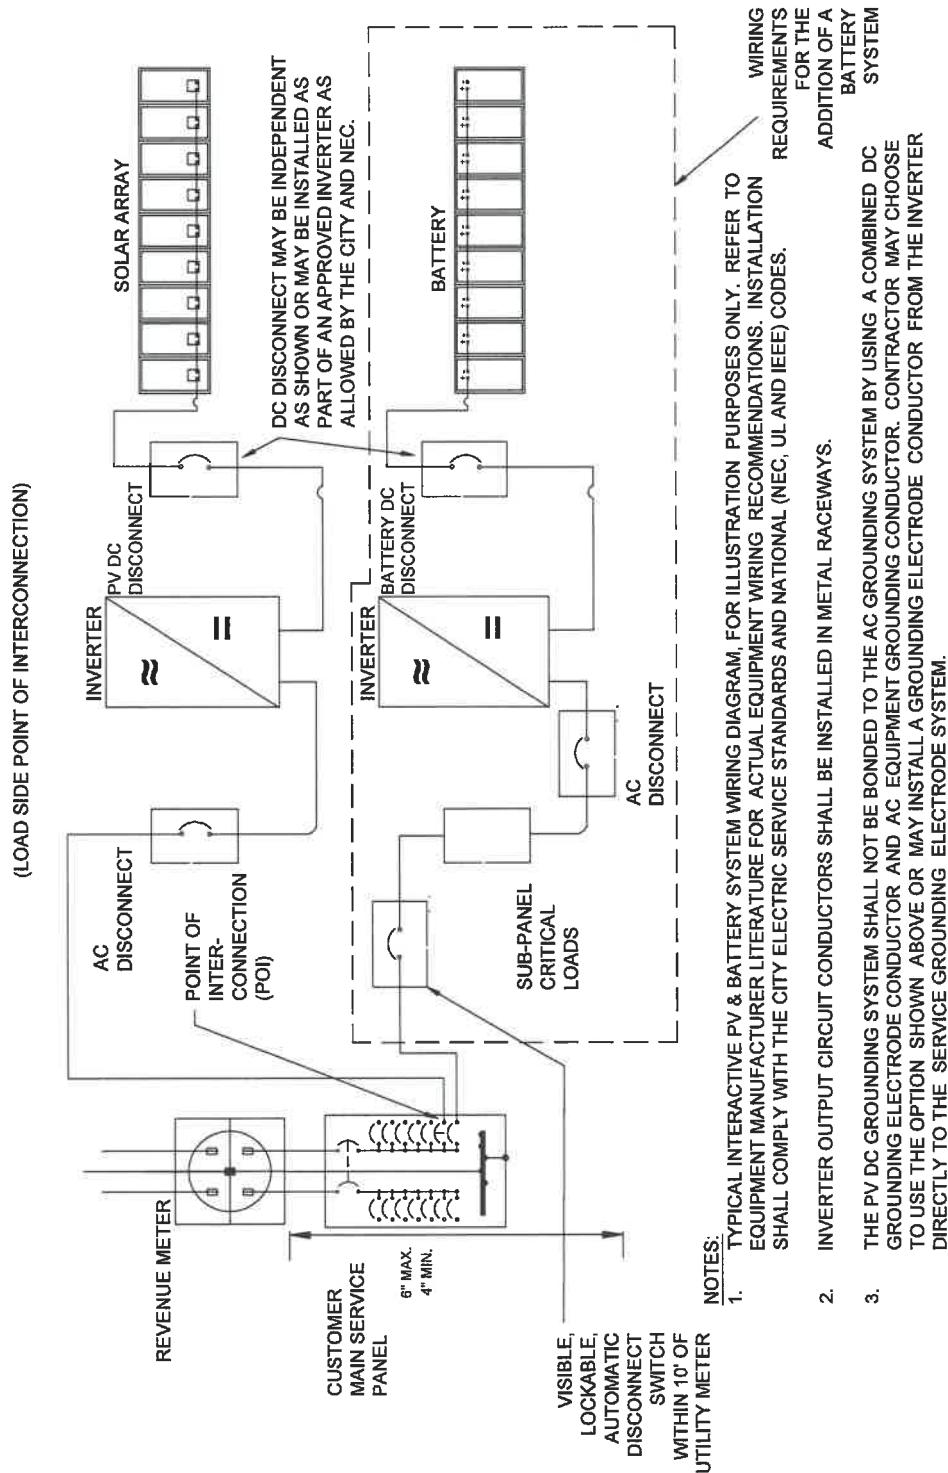 (LOAD SIDE POINT OF INTERCONNECTION)
SOLAR ARRAY
INVERTER
PV DC
DISCONNECT
DC DISCONNECT MAY BE INDEPENDENT
AS SHOWN OR MAY BE INSTALLED AS
PART OF AN APPROVED INVERTER AS
ALLOWED BY THE CITY AND NEC.
AC
DISCONNECT
POINT OF
INTER-
CONNECTION
(POI)
REVENUE METER
CUSTOMER
MAIN SERVICE
PANEL
6" MAX.
4" MIN.
BATTERY
INVERTER
BATTERY DC
DISCONNECT
AC
DISCONNECT
SUB-PANEL
CRITICAL
LOADS
VISIBLE,
LOCKABLE,
AUTOMATIC
DISCONNECT
SWITCH
WITHIN 10' OF
UTILITY METER
WIRING
REQUIREMENTS
FOR THE
ADDITION OF A
BATTERY
SYSTEM
NOTES:
1. TYPICAL INTERACTIVE PV & BATTERY SYSTEM WIRING DIAGRAM, FOR ILLUSTRATION PURPOSES ONLY. REFER TO
EQUIPMENT MANUFACTURER LITERATURE FOR ACTUAL EQUIPMENT WIRING RECOMMENDATIONS. INSTALLATION
SHALL COMPLY WITH THE CITY ELECTRIC SERVICE STANDARDS AND NATIONAL (NEC, UL AND IEEE) CODES.
2. INVERTER OUTPUT CIRCUIT CONDUCTORS SHALL BE INSTALLED IN METAL RACEWAYS.
3. THE PV DC GROUNDING SYSTEM SHALL NOT BE BONDED TO THE AC GROUNDING SYSTEM BY USING A COMBINED DC
GROUNDING ELECTRODE CONDUCTOR AND AC EQUIPMENT GROUNDING CONDUCTOR. CONTRACTOR MAY CHOOSE
TO USE THE OPTION SHOWN ABOVE OR MAY INSTALL A GROUNDING ELECTRODE CONDUCTOR FROM THE INVERTER
DIRECTLY TO THE SERVICE GROUNDING ELECTRODE SYSTEM.